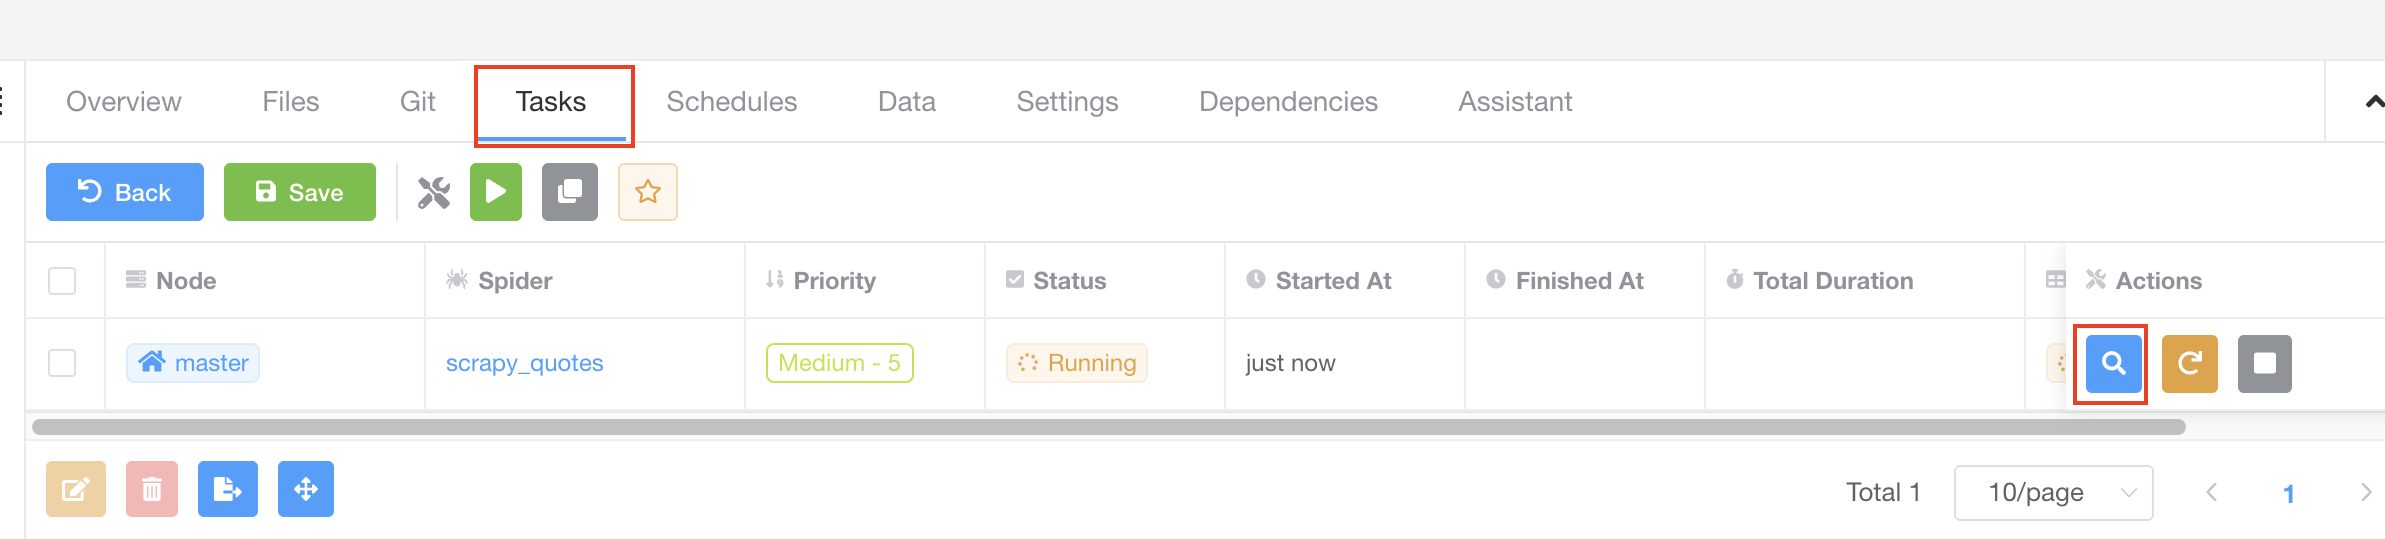 Overview Files Git Tasks Schedules Data Settings Dependencies Assistant
Back Save
Node Spider Priority Status Started At Finished At Total Duration Actions
master scrapy_quotes Medium - 5 Running just now
Total 1 10/page 1